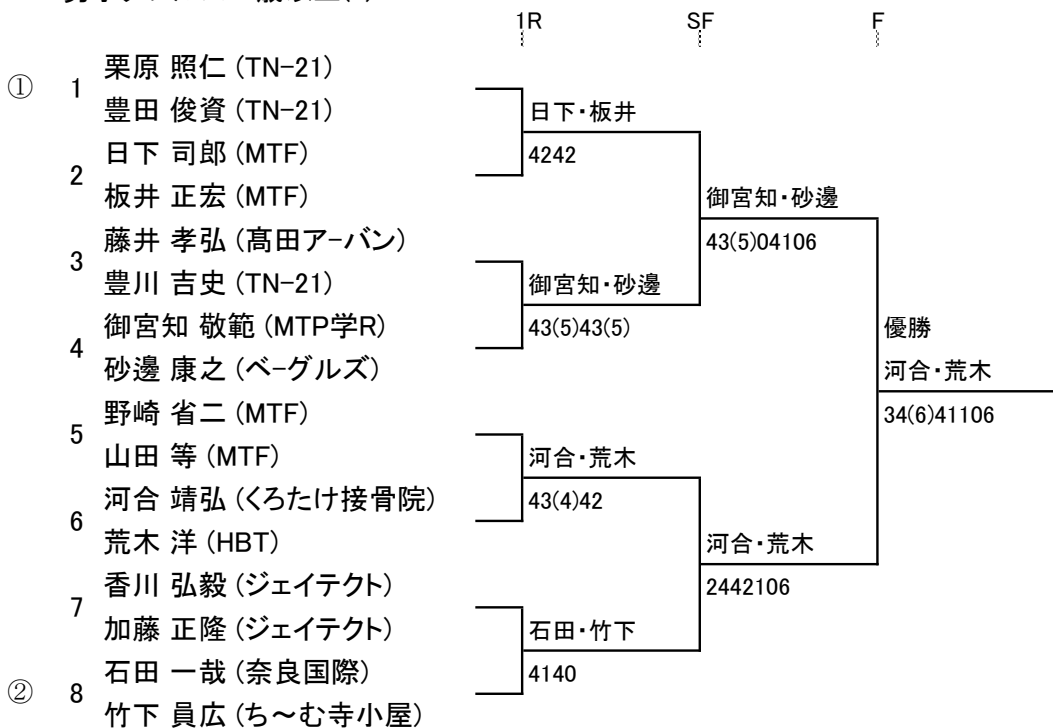 1R SF F
① 1 栗原 照仁 (TN-21)
豊田 俊資 (TN-21)
日下・板井
4242
2 日下 司郎 (MTF)
板井 正宏 (MTF)
御宮知・砂邊
43(5)04106
3 藤井 孝弘 (髙田アーバン)
豊川 吉史 (TN-21)
御宮知・砂邊
43(5)43(5)
4 御宮知 敬範 (MTP学R)
砂邊 康之 (ベーグルズ)
優勝
河合・荒木
34(6)41106
5 野崎 省二 (MTF)
山田 等 (MTF)
河合・荒木
43(4)42
6 河合 靖弘 (くろたけ接骨院)
荒木 洋 (HBT)
河合・荒木
2442106
7 香川 弘毅 (ジェイテクト)
加藤 正隆 (ジェイテクト)
石田・竹下
4140
② 8 石田 一哉 (奈良国際)
竹下 員広 (ち～む寺小屋)